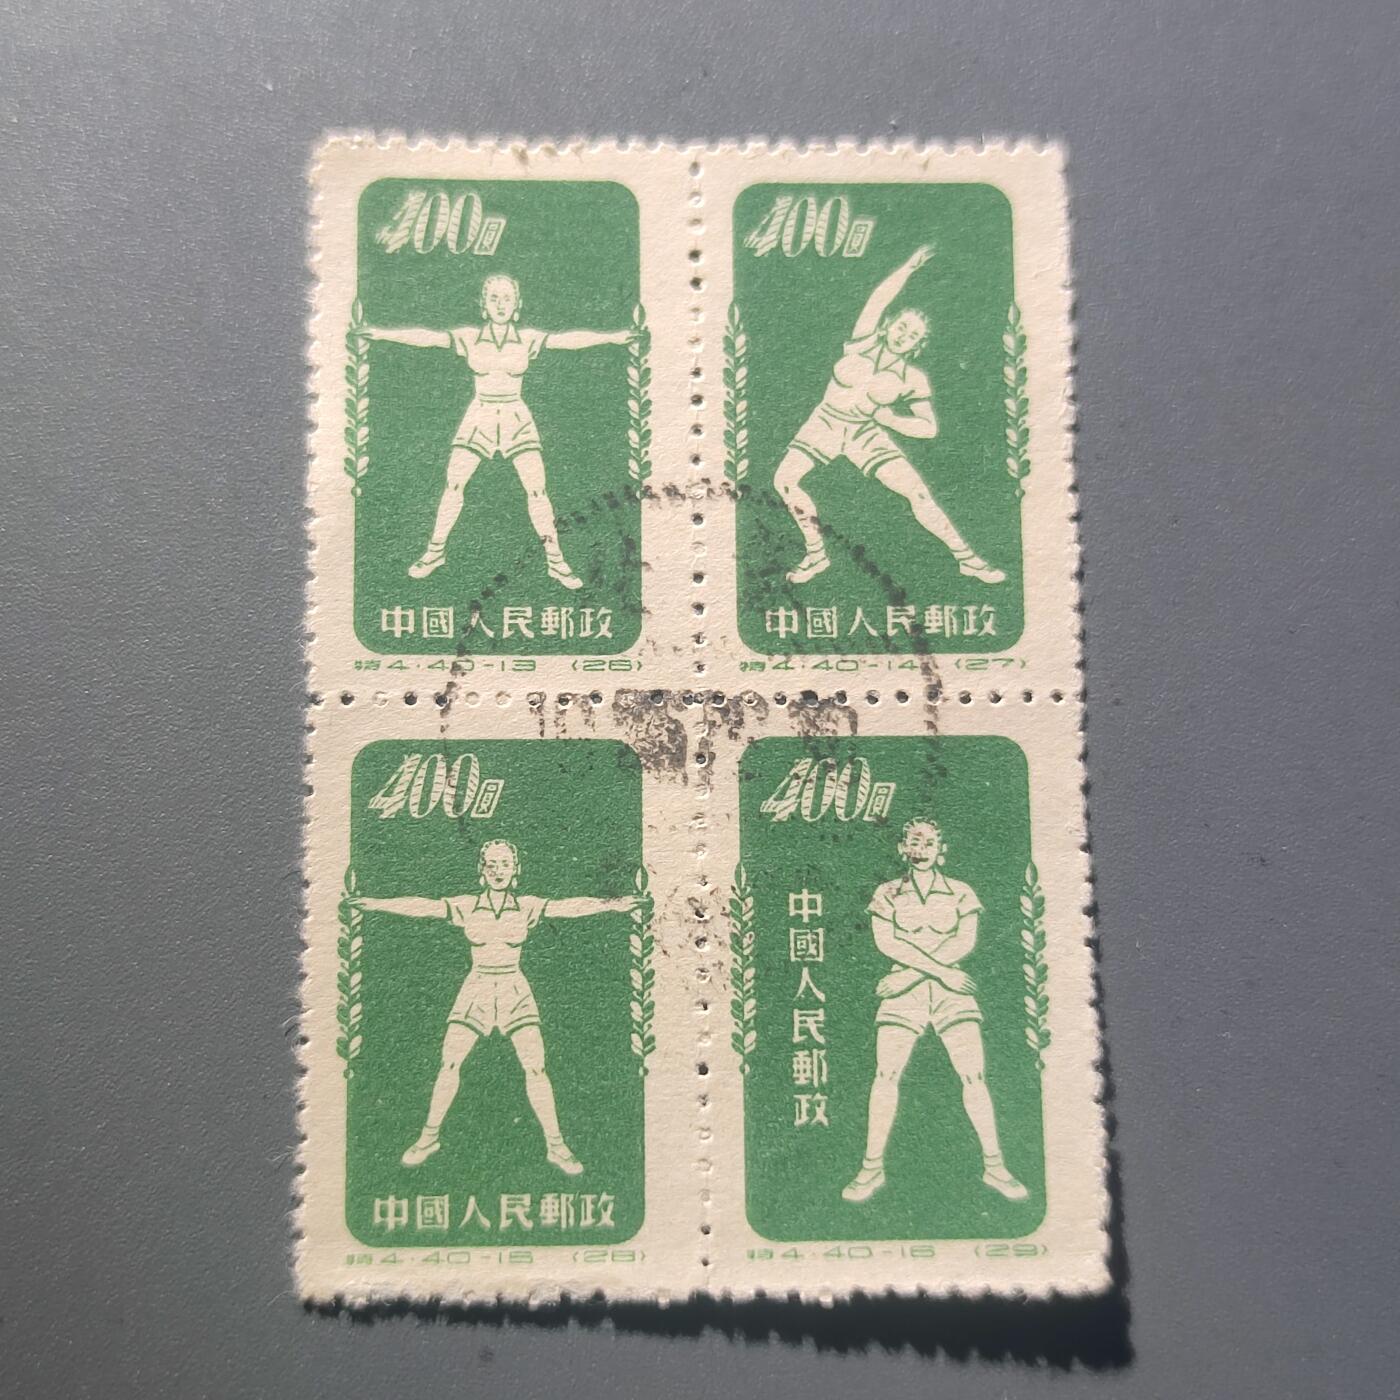 400圓
中國人民郵政
特4.40-13 (26)
400圓
中國人民郵政
特4.40-14 (27)
400圓
中國人民郵政
特4.40-15 (28)
400圓
中國人民郵政
特4.40-16 (29)